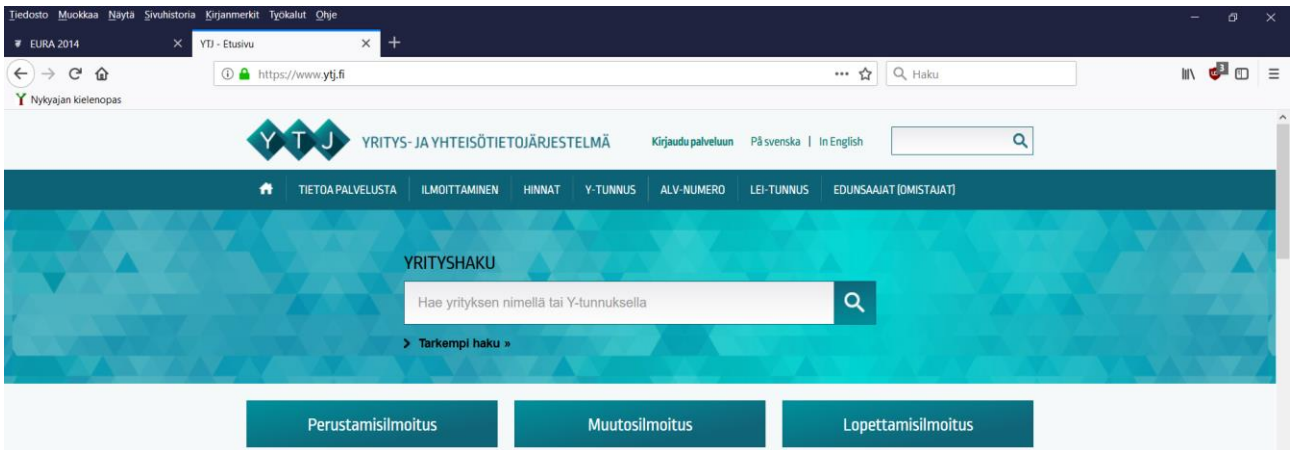 Tiedosto Muokkaa Näytä Sivuhistoria Kirjanmerkit Työkalut Ohje
EURA 2014 YTJ - Etusivu
https://www.ytj.fi Haku 3
Nykyajan kielenopas
YTJ YRITYS- JA YHTEISÖTIETOJÄRJESTELMÄ Kirjaudu palveluun På svenska | In English
TIETOA PALVELUSTA ILMOITTAMINEN HINNAT Y-TUNNUS ALV-NUMERO LEI-TUNNUS EDUNSAAJAT (OMISTAJAT)
YRITYSHAKU
Hae yrityksen nimellä tai Y-tunnuksella
Tarkempi haku »
Perustamisilmoitus Muutosilmoitus Lopettamisilmoitus